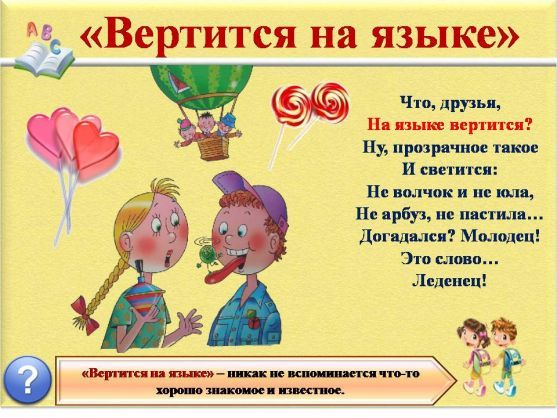 АВС
«Вертится на языке»
Что, друзья,
На языке вертится?
Ну, прозрачное такое
И светится:
Не волчок и не юла,
Не арбуз, не пастила...
Догадался? Молодец!
Это слово...
Леденец!
?
«Вертится на языке» – никак не вспоминается что-то
хорошо знакомое и известное.